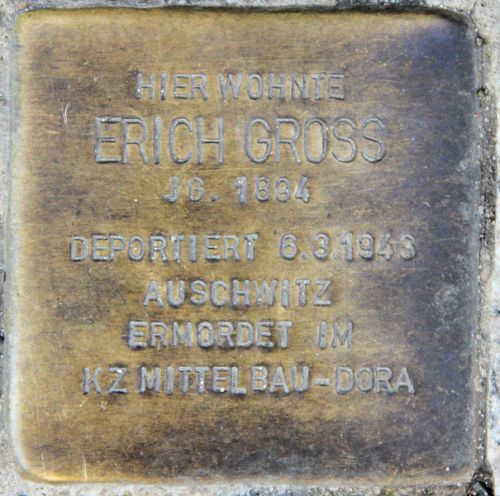 HIER WOHNTE
ERICH GROSS
JG. 1894
DEPORTIERT 6.3.1943
AUSCHWITZ
ERMORDET IM
KZ MITTELBAU-DORA